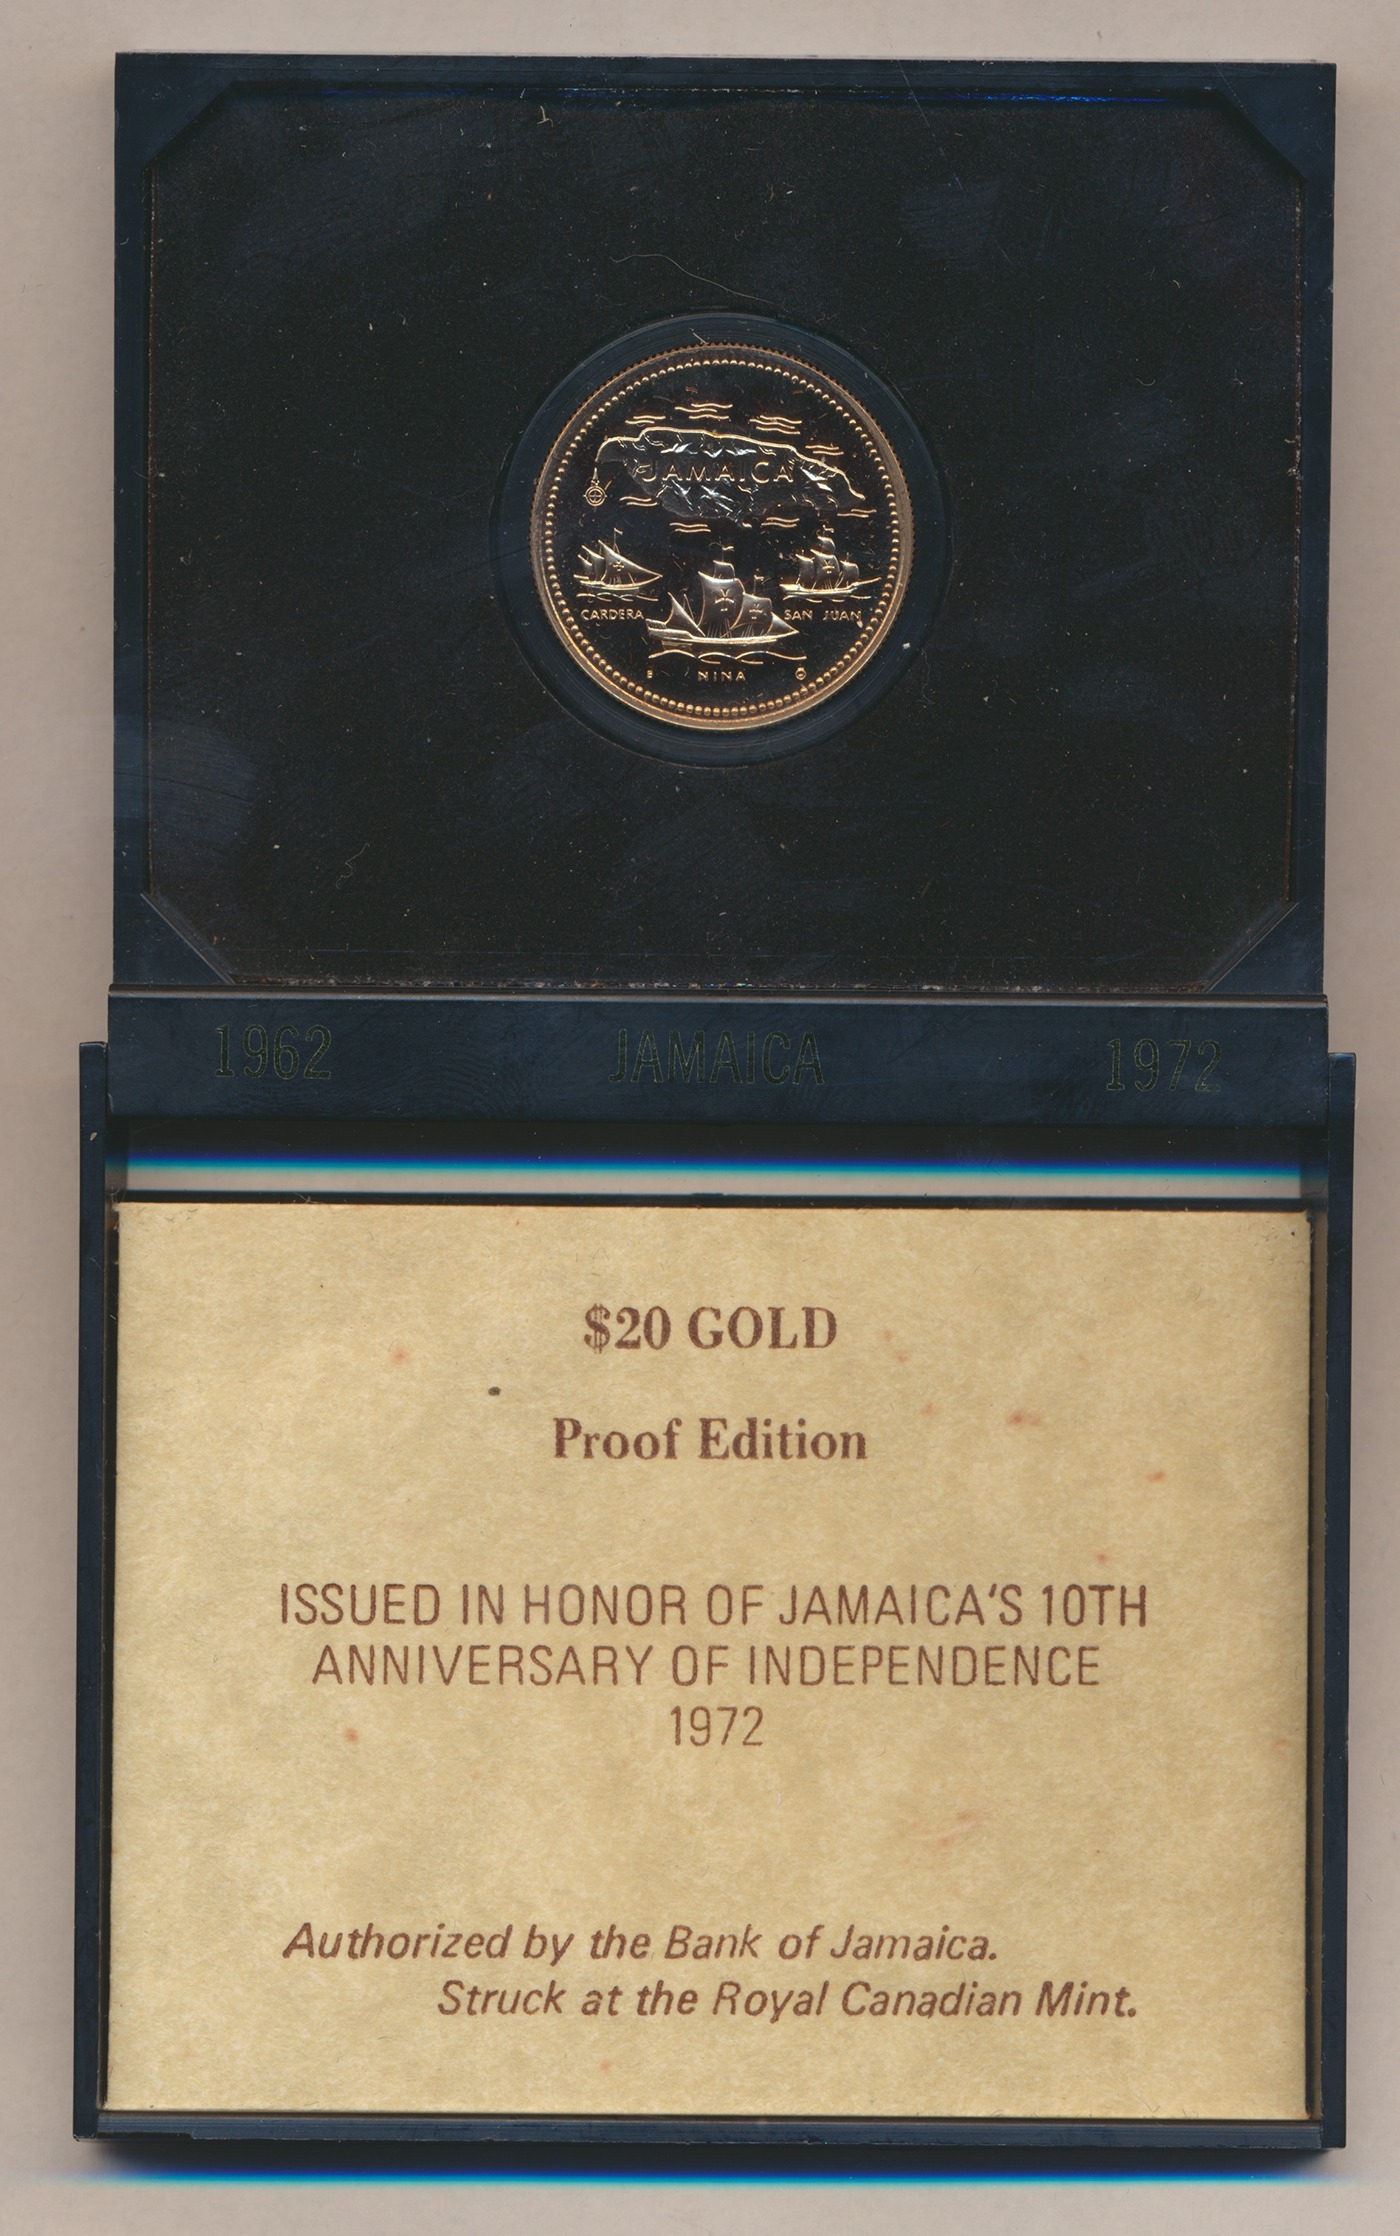 JAMAICA
CARDERA
SAN JUAN
NINA
1962 JAMAICA 1972
$20 GOLD
Proof Edition
ISSUED IN HONOR OF JAMAICA'S 10TH
ANNIVERSARY OF INDEPENDENCE
1972
Authorized by the Bank of Jamaica.
Struck at the Royal Canadian Mint.